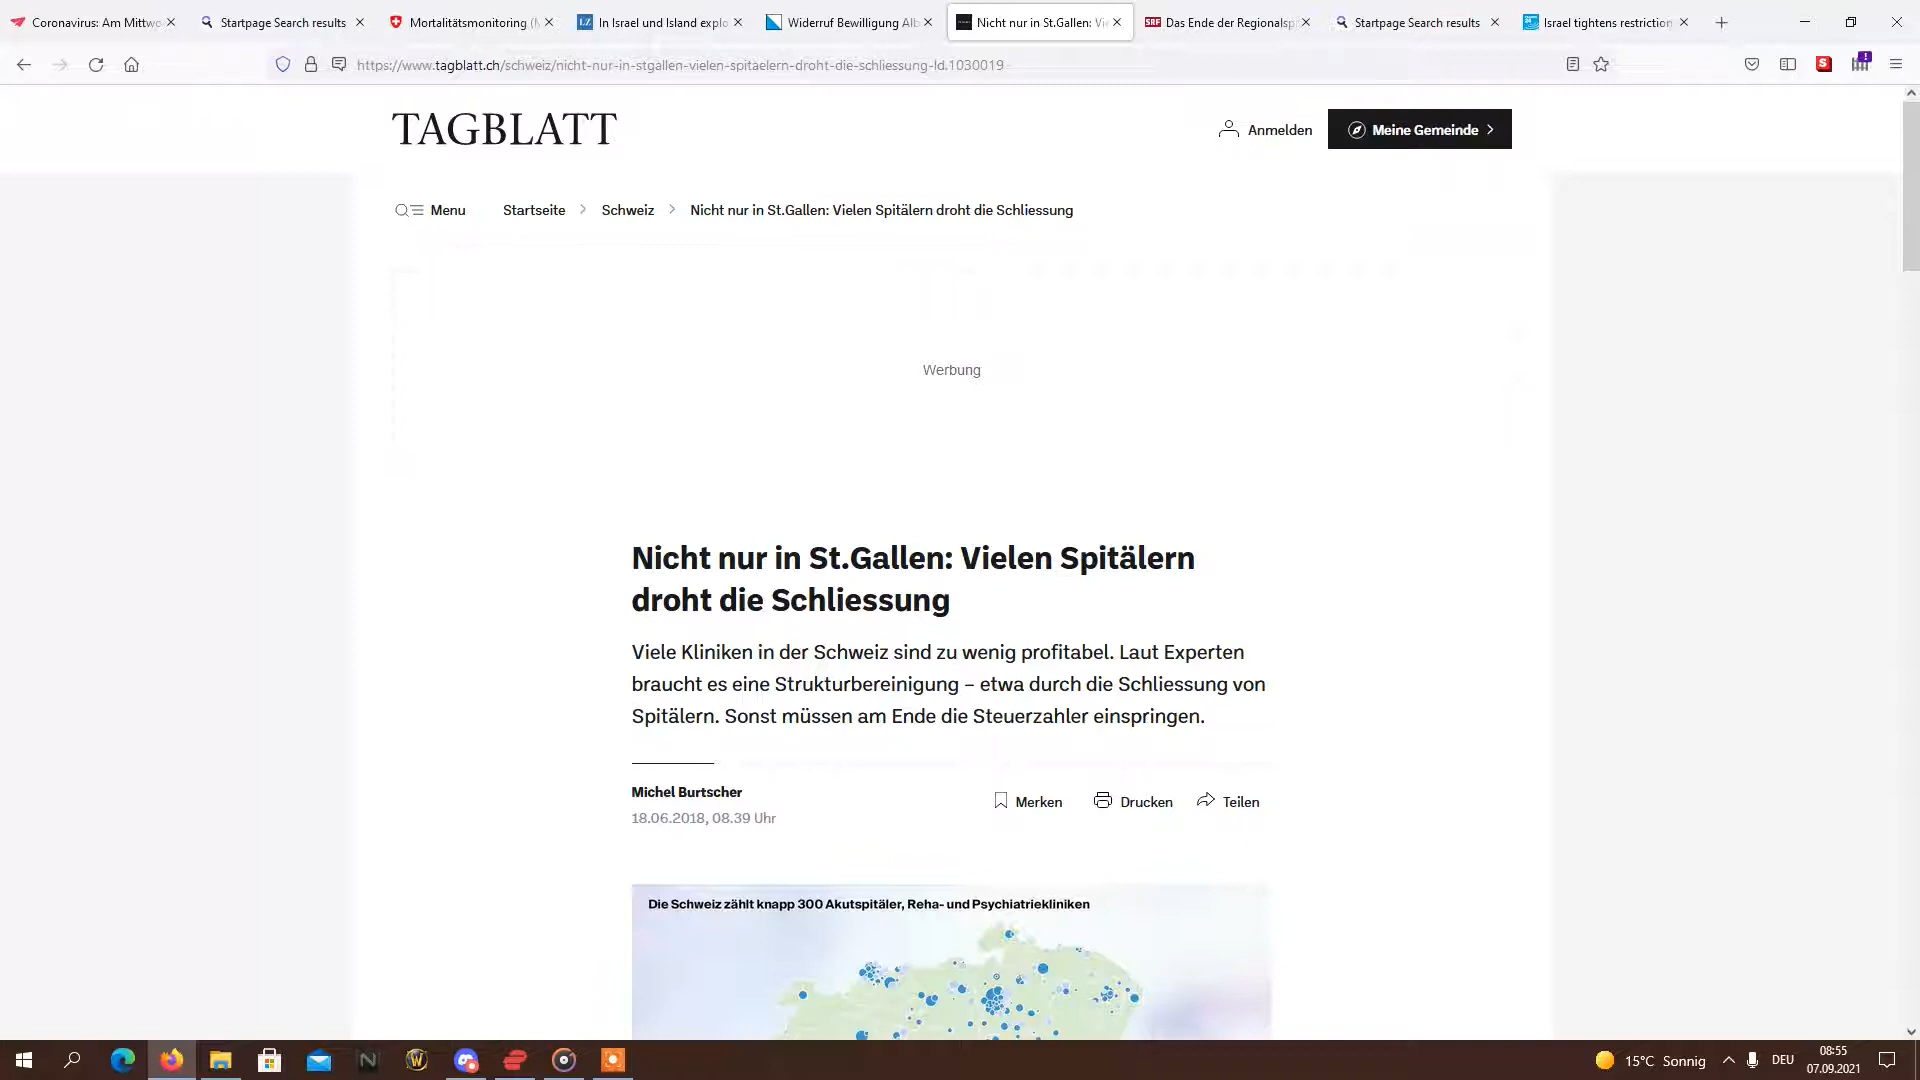 Coronavirus: Am Mittwo
Startpage Search results
Mortalitätsmonitoring (M
In Israel und Island explo
Widerruf Bewilligung Alb
Nicht nur in St.Gallen: Vie
Das Ende der Regionalsp
Startpage Search results
Israel tightens restriction
https://www.tagblatt.ch/schweiz/nicht-nur-in-stgallen-vielen-spitaelern-droht-die-schliessung-ld.1030019
TAGBLATT
Anmelden
Meine Gemeinde
Menu
Startseite
Schweiz
Nicht nur in St.Gallen: Vielen Spitälern droht die Schliessung
Werbung
Nicht nur in St.Gallen: Vielen Spitälern
droht die Schliessung
Viele Kliniken in der Schweiz sind zu wenig profitabel. Laut Experten
braucht es eine Strukturbereinigung – etwa durch die Schliessung von
Spitälern. Sonst müssen am Ende die Steuerzahler einspringen.
Michel Burtscher
18.06.2018, 08.39 Uhr
Merken
Drucken
Teilen
Die Schweiz zählt knapp 300 Akutspitäler, Reha- und Psychiatriekliniken
15°C Sonnig
DEU
08:55
07.09.2021